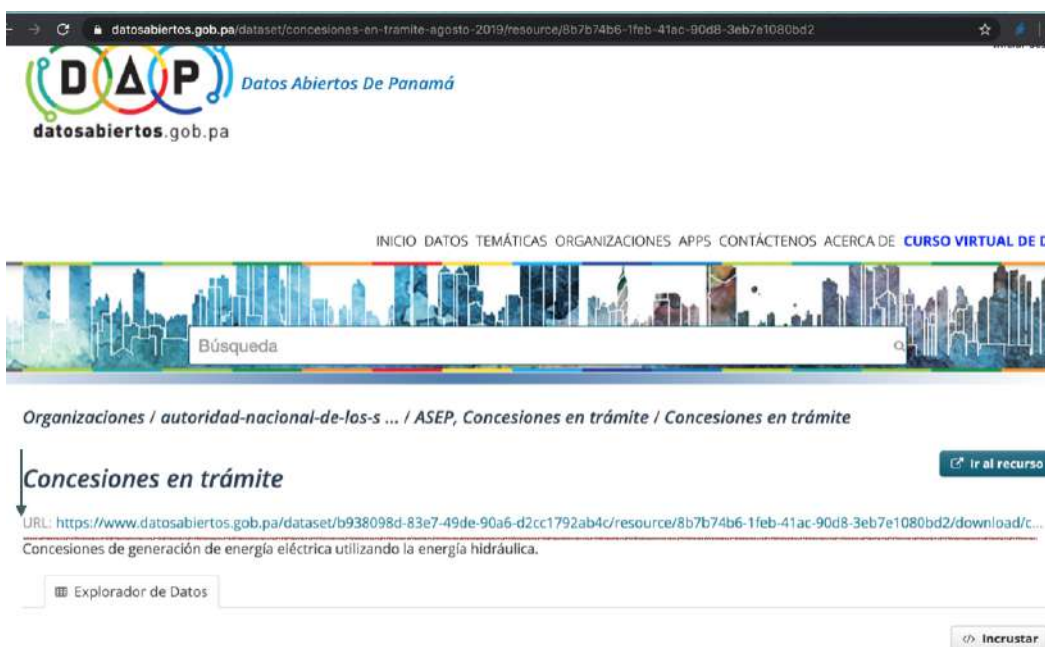 datosabiertos.gob.pa/dataset/concesiones-en-tramite-agosto-2019/resource/8b7b74b6-1feb-41ac-90d8-3eb7e1080bd2
DAP Datos Abiertos De Panamá
datosabiertos.gob.pa
INICIO DATOS TEMÁTICAS ORGANIZACIONES APPS CONTÁCTENOS ACERCA DE CURSO VIRTUAL DE
Búsqueda
Organizaciones / autoridad-nacional-de-los-s ... / ASEP, Concesiones en trámite / Concesiones en trámite
Ir al recurso
Concesiones en trámite
URL: https://www.datosabiertos.gob.pa/dataset/b938098d-83e7-49de-90a6-d2cc1792ab4c/resource/8b7b74b6-1feb-41ac-90d8-3eb7e1080bd2/download/c...
Concesiones de generación de energía eléctrica utilizando la energía hidráulica.
Explorador de Datos
</> Incrustar